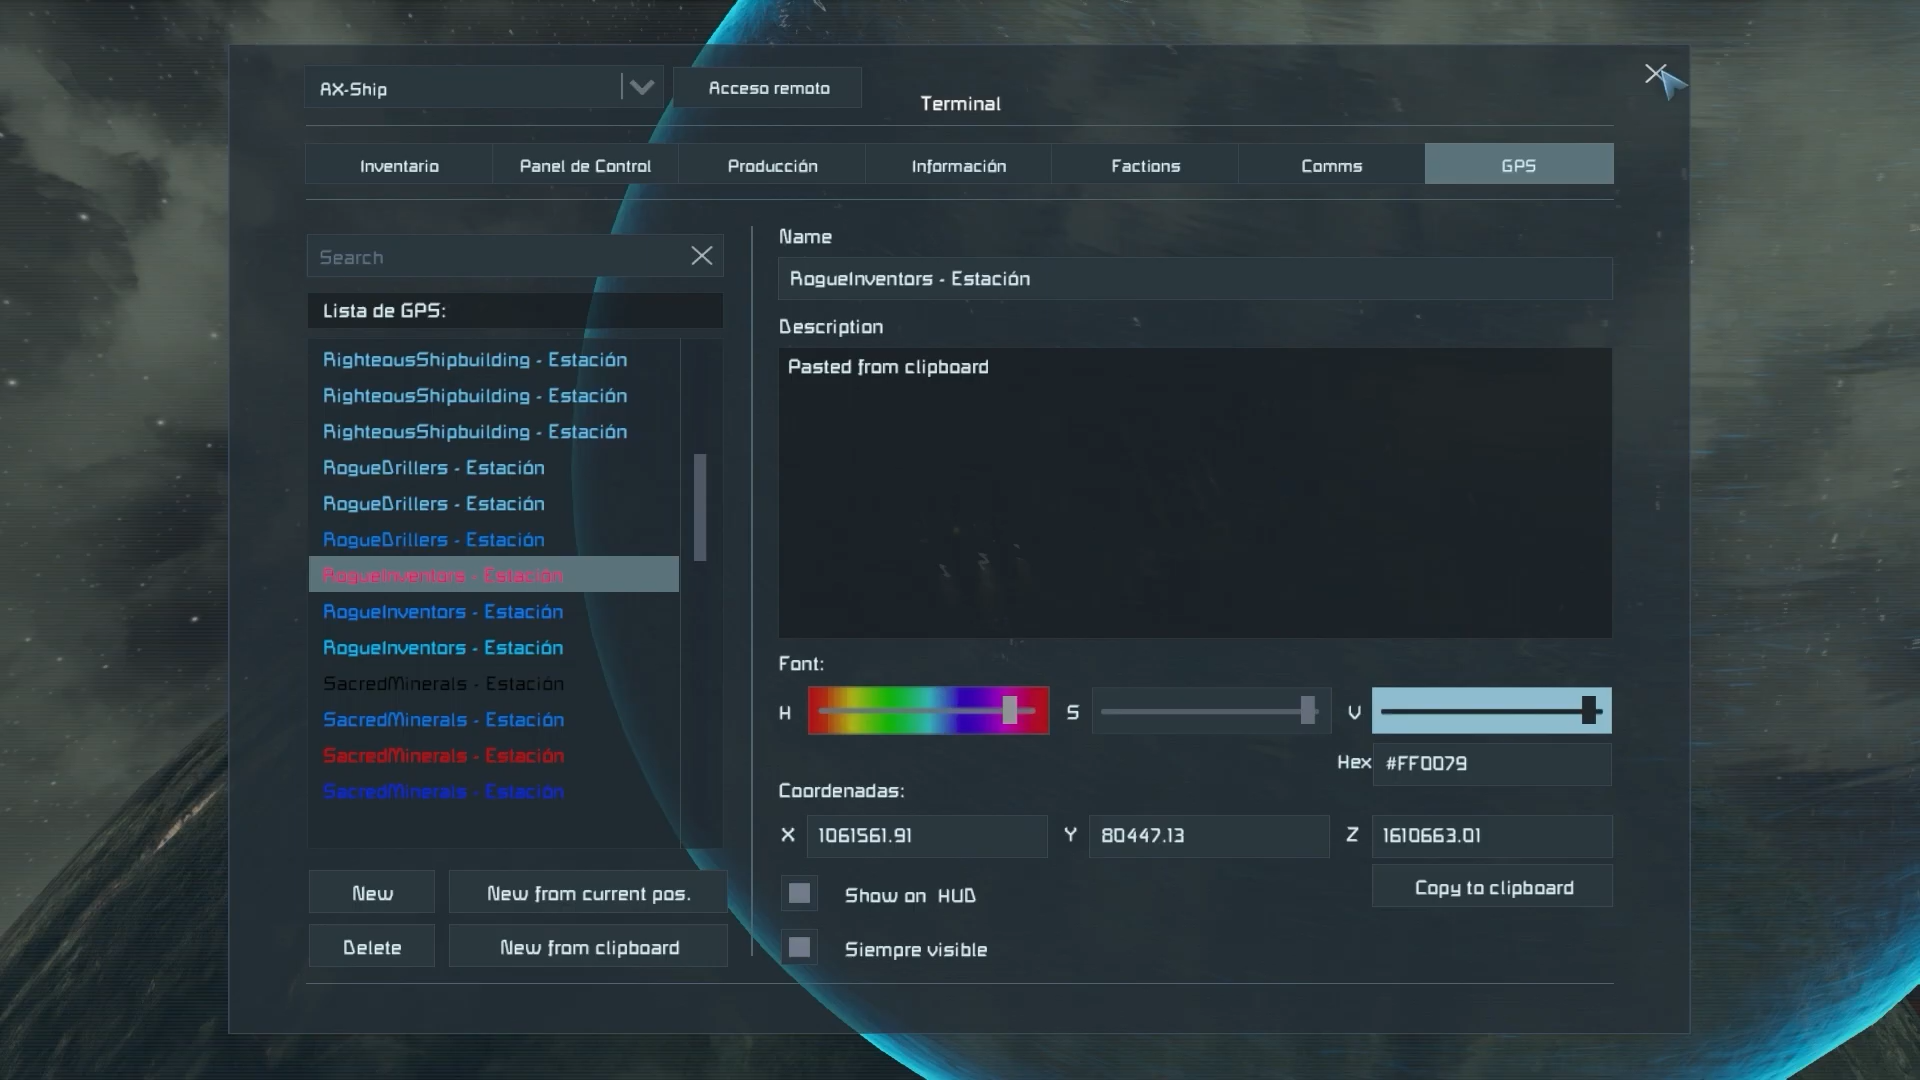 AX-Ship
Acceso remoto
Terminal
Inventario
Panel de Control
Producción
Información
Factions
Comms
GPS
Search
Lista de GPS:
RighteousShipbuilding - Estación
RighteousShipbuilding - Estación
RighteousShipbuilding - Estación
RogueDrillers - Estación
RogueDrillers - Estación
RogueDrillers - Estación
RogueInventors - Estación
RogueInventors - Estación
RogueInventors - Estación
SacredMinerals - Estación
SacredMinerals - Estación
SacredMinerals - Estación
SacredMinerals - Estación
New
New from current pos.
Delete
New from clipboard
Name
RogueInventors - Estación
Description
Pasted from clipboard
Font:
H
S
V
Hex #FF0079
Coordenadas:
X 1061561.91
Y 80447.13
Z 1610663.01
Copy to clipboard
Show on HUD
Siempre visible